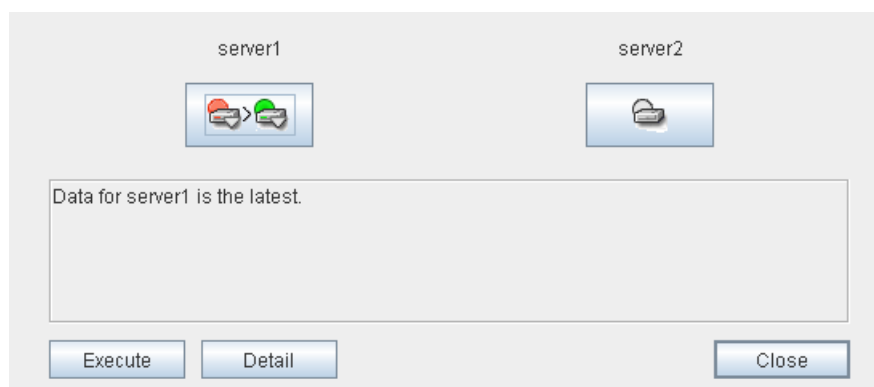 server1 server2
>
Data for server1 is the latest.
Execute Detail Close